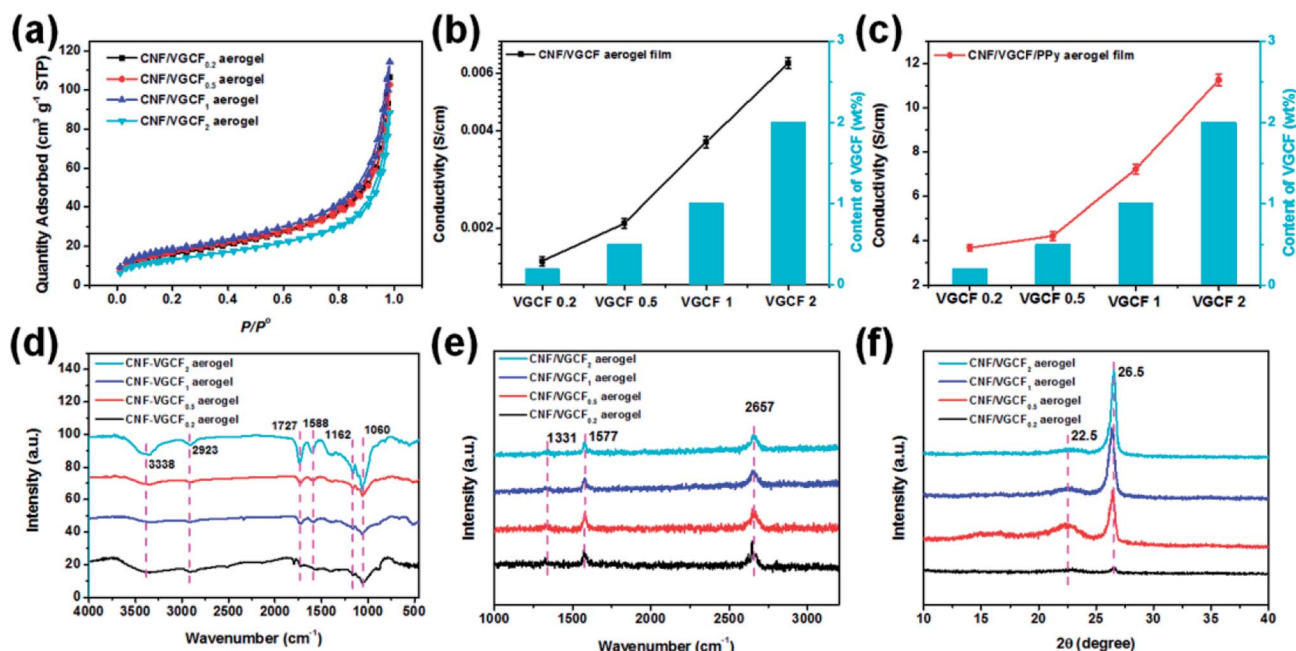 (a)
120
100
80
60
40
20
0
Quantity Adsorbed (cm³ g⁻¹ STP)
CNF/VGCF₀.₂ aerogel
CNF/VGCF₀.₅ aerogel
CNF/VGCF₁ aerogel
CNF/VGCF₂ aerogel
0.0 0.2 0.4 0.6 0.8 1.0
P/P⁰
(b)
CNF/VGCF aerogel film
0.006
0.004
0.002
Conductivity (S/cm)
3
2
1
0
Content of VGCF (wt%)
VGCF 0.2 VGCF 0.5 VGCF 1 VGCF 2
(c)
CNF/VGCF/PPy aerogel film
12
10
8
6
4
2
Conductivity (S/cm)
3
2
1
0
Content of VGCF (wt%)
VGCF 0.2 VGCF 0.5 VGCF 1 VGCF 2
(d)
CNF-VGCF₂ aerogel
CNF-VGCF₁ aerogel
CNF-VGCF₀.₅ aerogel
CNF-VGCF₀.₂ aerogel
140
120
100
80
60
40
20
0
Intensity (a.u.)
3338
2923
1727
1588
1162
1060
4000 3500 3000 2500 2000 1500 1000 500
Wavenumber (cm⁻¹)
(e)
CNF/VGCF₂ aerogel
CNF/VGCF₁ aerogel
CNF/VGCF₀.₅ aerogel
CNF/VGCF₀.₂ aerogel
Intensity (a.u.)
1331
1577
2657
1000 1500 2000 2500 3000
Wavenumber (cm⁻¹)
(f)
CNF/VGCF₂ aerogel
CNF/VGCF₁ aerogel
CNF/VGCF₀.₅ aerogel
CNF/VGCF₀.₂ aerogel
Intensity (a.u.)
22.5
26.5
10 15 20 25 30 35 40
2θ (degree)